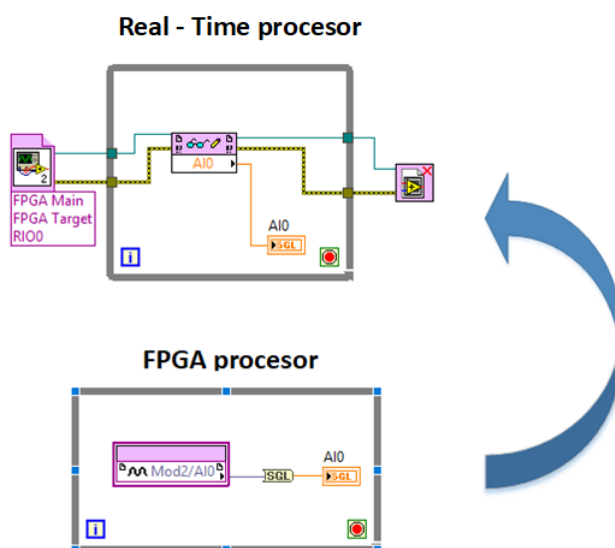 Real - Time procesor
2
AI0
FPGA Main
FPGA Target
RIO0
AI0
SGL
i
FPGA procesor
Mod2/AI0
SGL
AI0
SGL
i